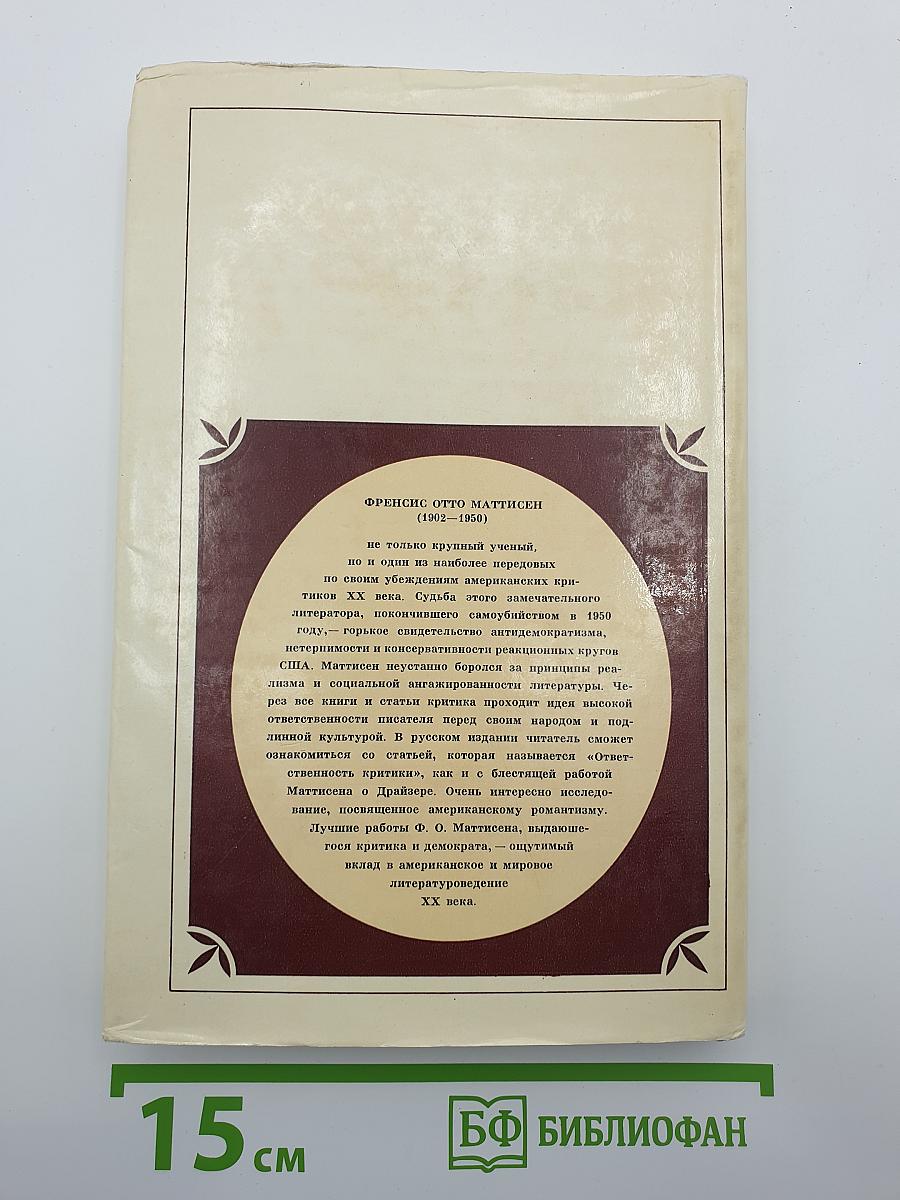 ФРЕНСИС ОТТО МАТТИСЕН
(1902—1950)
не только крупный ученый,
но и один из наиболее передовых
по своим убеждениям американских кри-
тиков XX века. Судьба этого замечательного
литератора, покончившего самоубийством в 1950
году,— горькое свидетельство антидемократизма,
нетерпимости и консервативности реакционных кругов
США. Маттисен неустанно боролся за принципы реа-
лизма и социальной ангажированности литературы. Че-
рез все книги и статьи критика проходит идея высокой
ответственности писателя перед своим народом и под-
линной культурой. В русском издании читатель сможет
ознакомиться со статьей, которая называется «Ответ-
ственность критики», как и с блестящей работой
Маттисена о Драйзере. Очень интересно исследо-
вание, посвященное американскому романтизму.
Лучшие работы Ф. О. Маттисена, выдающе-
гося критика и демократа, — ощутимый
вклад в американское и мировое
литературоведение
XX века.
15 см
БФ БИБЛИОФАН